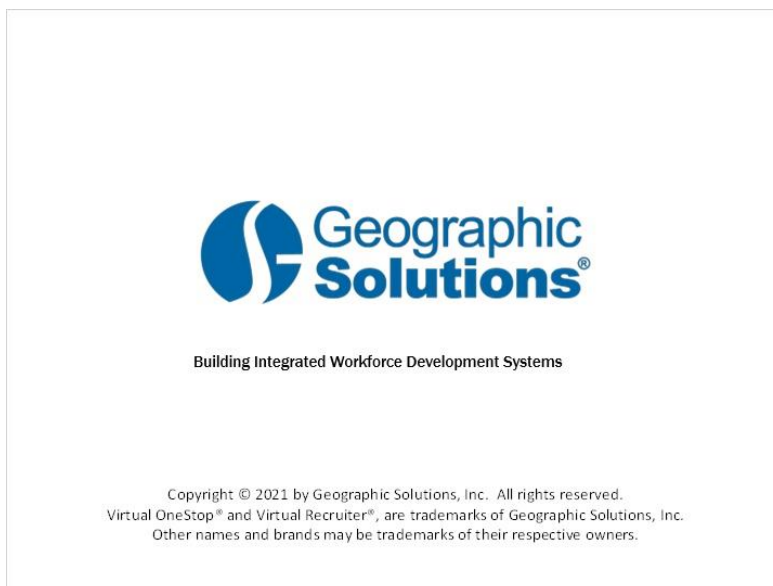 Geographic
Solutions®
Building Integrated Workforce Development Systems
Copyright © 2021 by Geographic Solutions, Inc.  All rights reserved.
Virtual OneStop® and Virtual Recruiter®, are trademarks of Geographic Solutions, Inc.
Other names and brands may be trademarks of their respective owners.